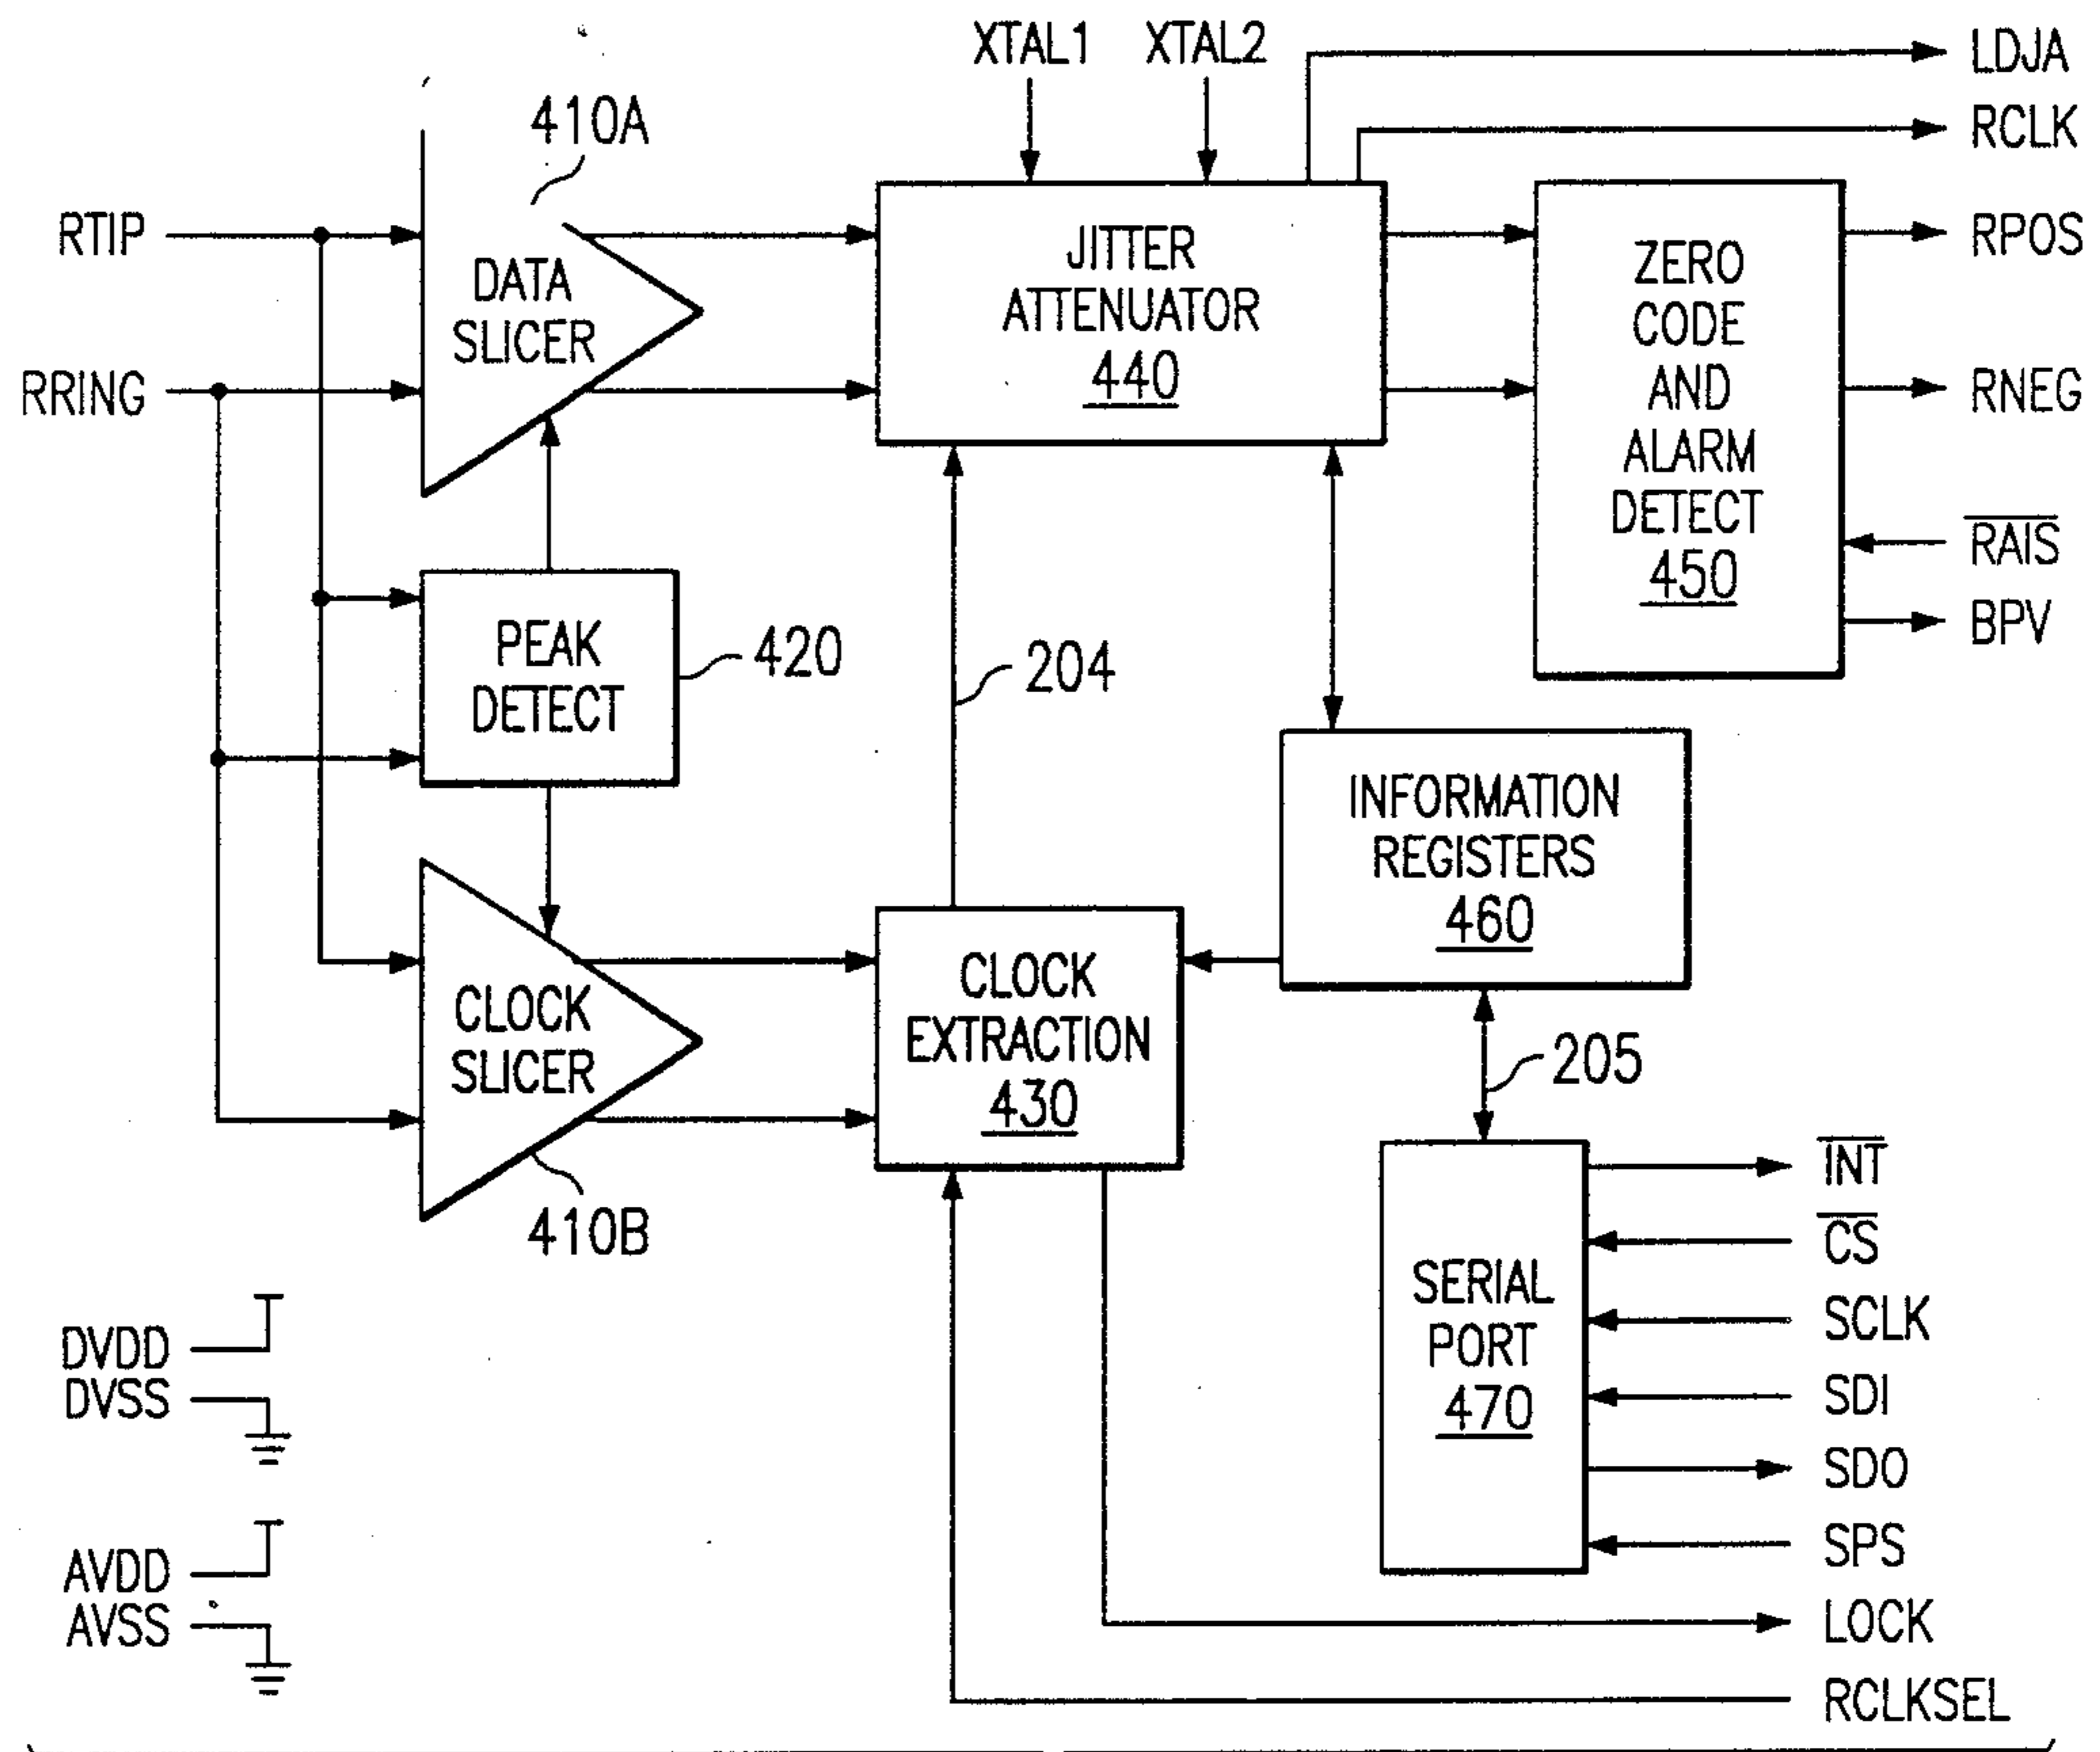 XTAL1 XTAL2
LDJA
RCLK
410A
RTIP
RRING
DATA
SLICER
JITTER
ATTENUATOR
440
ZERO
CODE
AND
ALARM
DETECT
450
RPOS
RNEG
RAIS
BPV
PEAK
DETECT
420
204
INFORMATION
REGISTERS
460
CLOCK
SLICER
410B
CLOCK
EXTRACTION
430
205
SERIAL
PORT
470
INT
CS
SCLK
SDI
SDO
SPS
LOCK
RCLKSEL
DVDD
DVSS
AVDD
AVSS